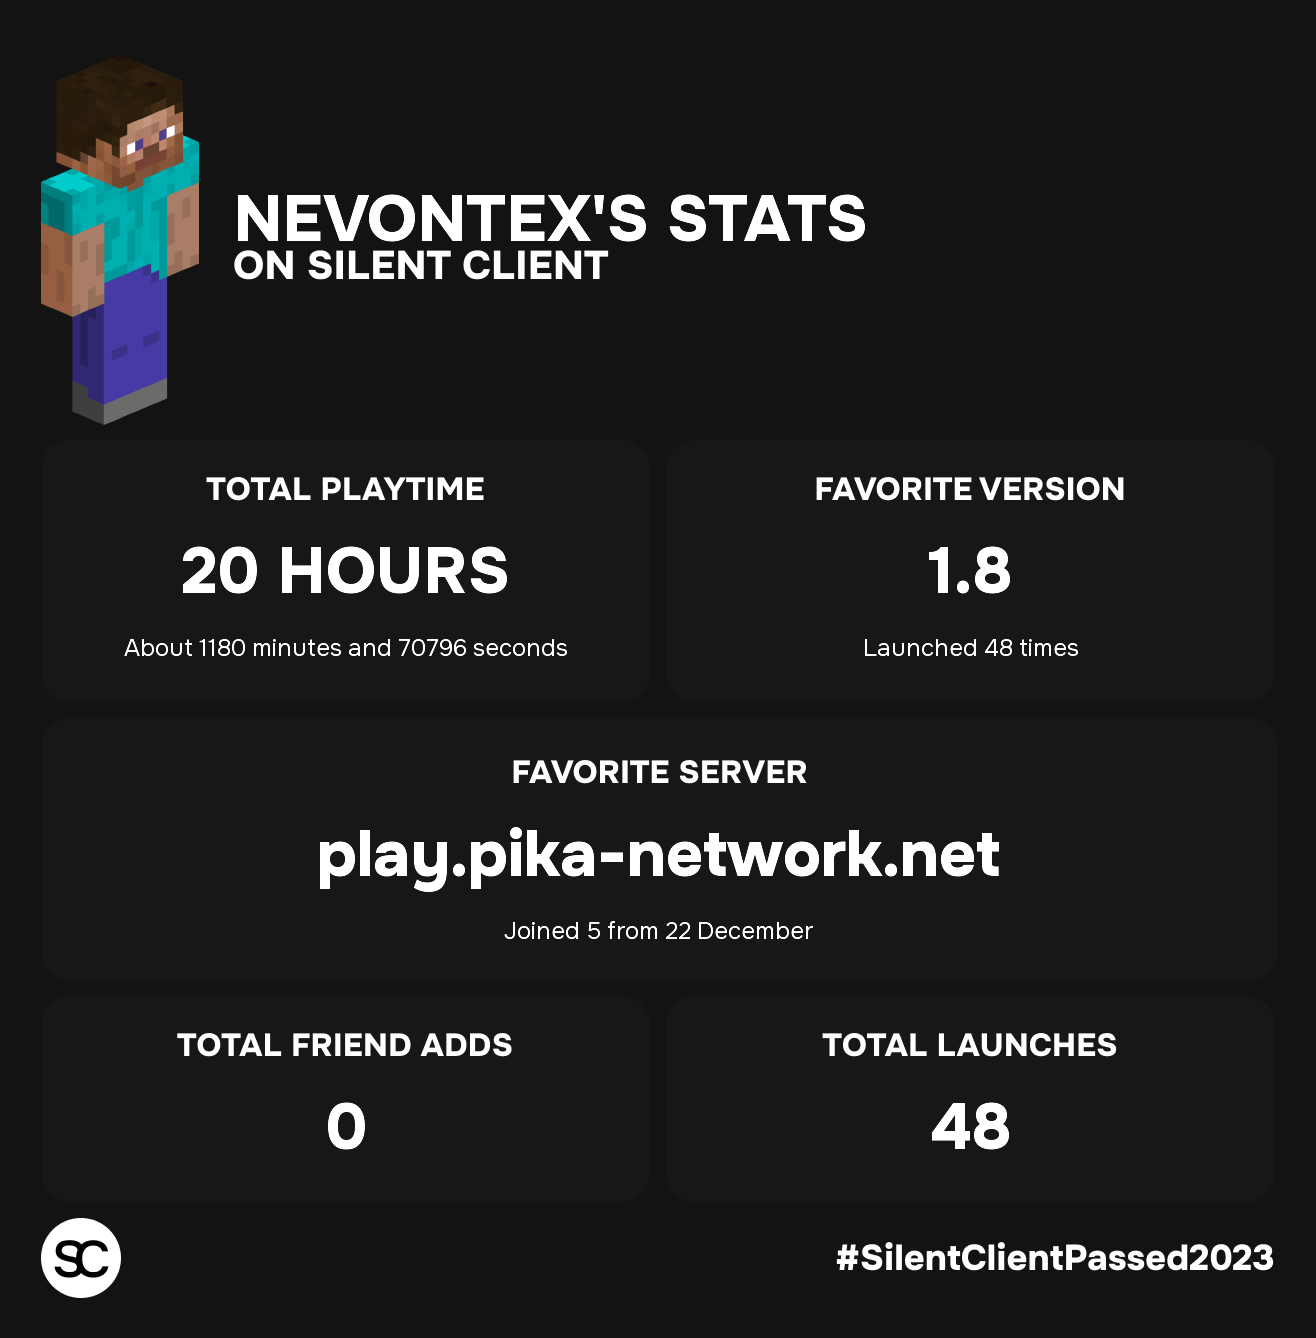 NEVONTEX'S STATS
ON SILENT CLIENT
TOTAL PLAYTIME
20 HOURS
About 1180 minutes and 70796 seconds
FAVORITE VERSION
1.8
Launched 48 times
FAVORITE SERVER
play.pika-network.net
Joined 5 from 22 December
TOTAL FRIEND ADDS
0
TOTAL LAUNCHES
48
SC
#SilentClientPassed2023